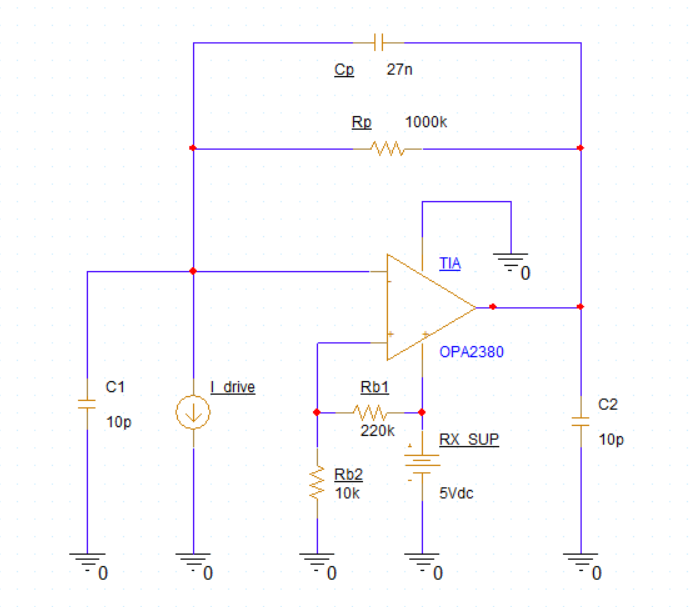 Cp 27n
Rp 1000k
TIA
0
-
+ +
OPA2380
C1
10p
I_drive
Rb1
220k
RX_SUP
+
-
5Vdc
Rb2
10k
C2
10p
0 0 0 0 0